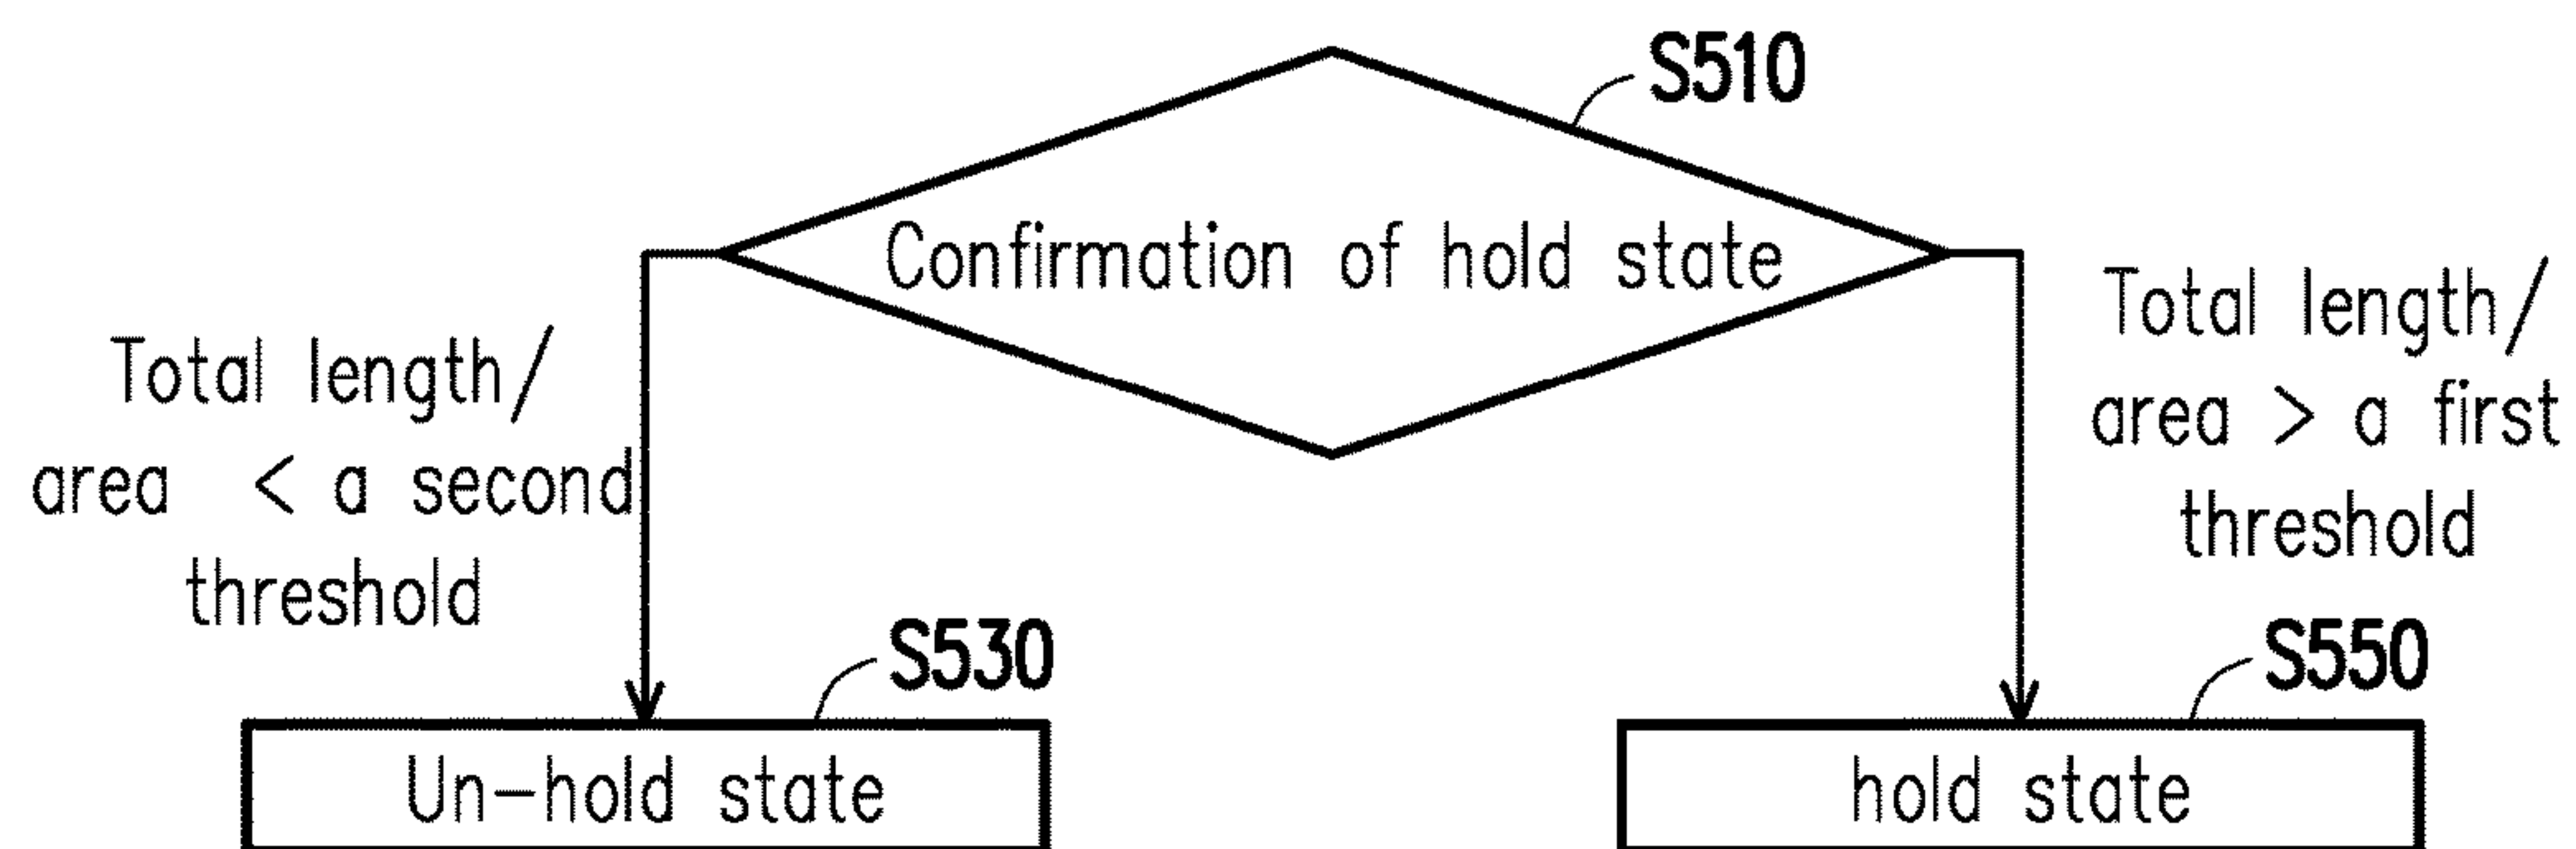 S510
Confirmation of hold state
Total length/
area < a second
threshold
Total length/
area > a first
threshold
S530
Un-hold state
S550
hold state